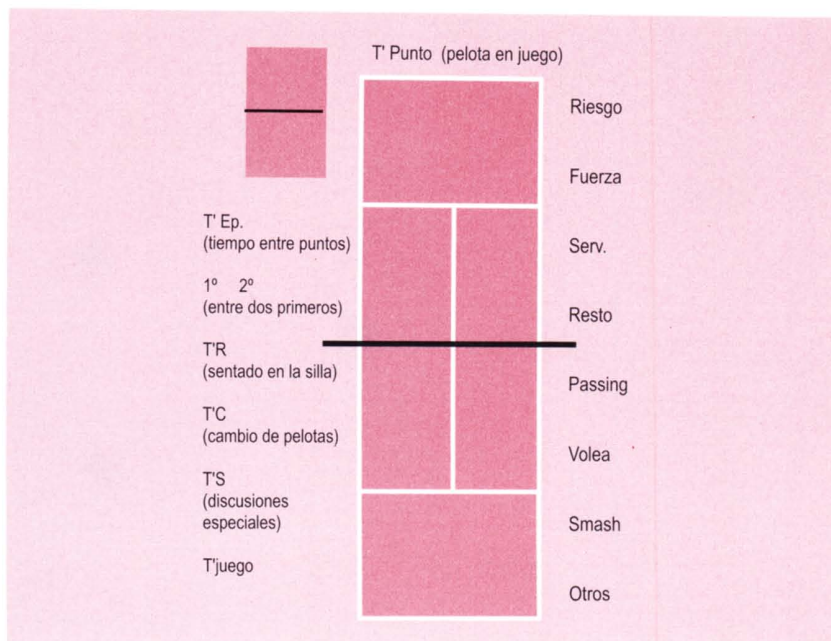 T' Punto (pelota en juego)
T' Ep.
(tiempo entre puntos)
1º 2º
(entre dos primeros)
T'R
(sentado en la silla)
T'C
(cambio de pelotas)
T'S
(discusiones
especiales)
T'juego
Riesgo
Fuerza
Serv.
Resto
Passing
Volea
Smash
Otros